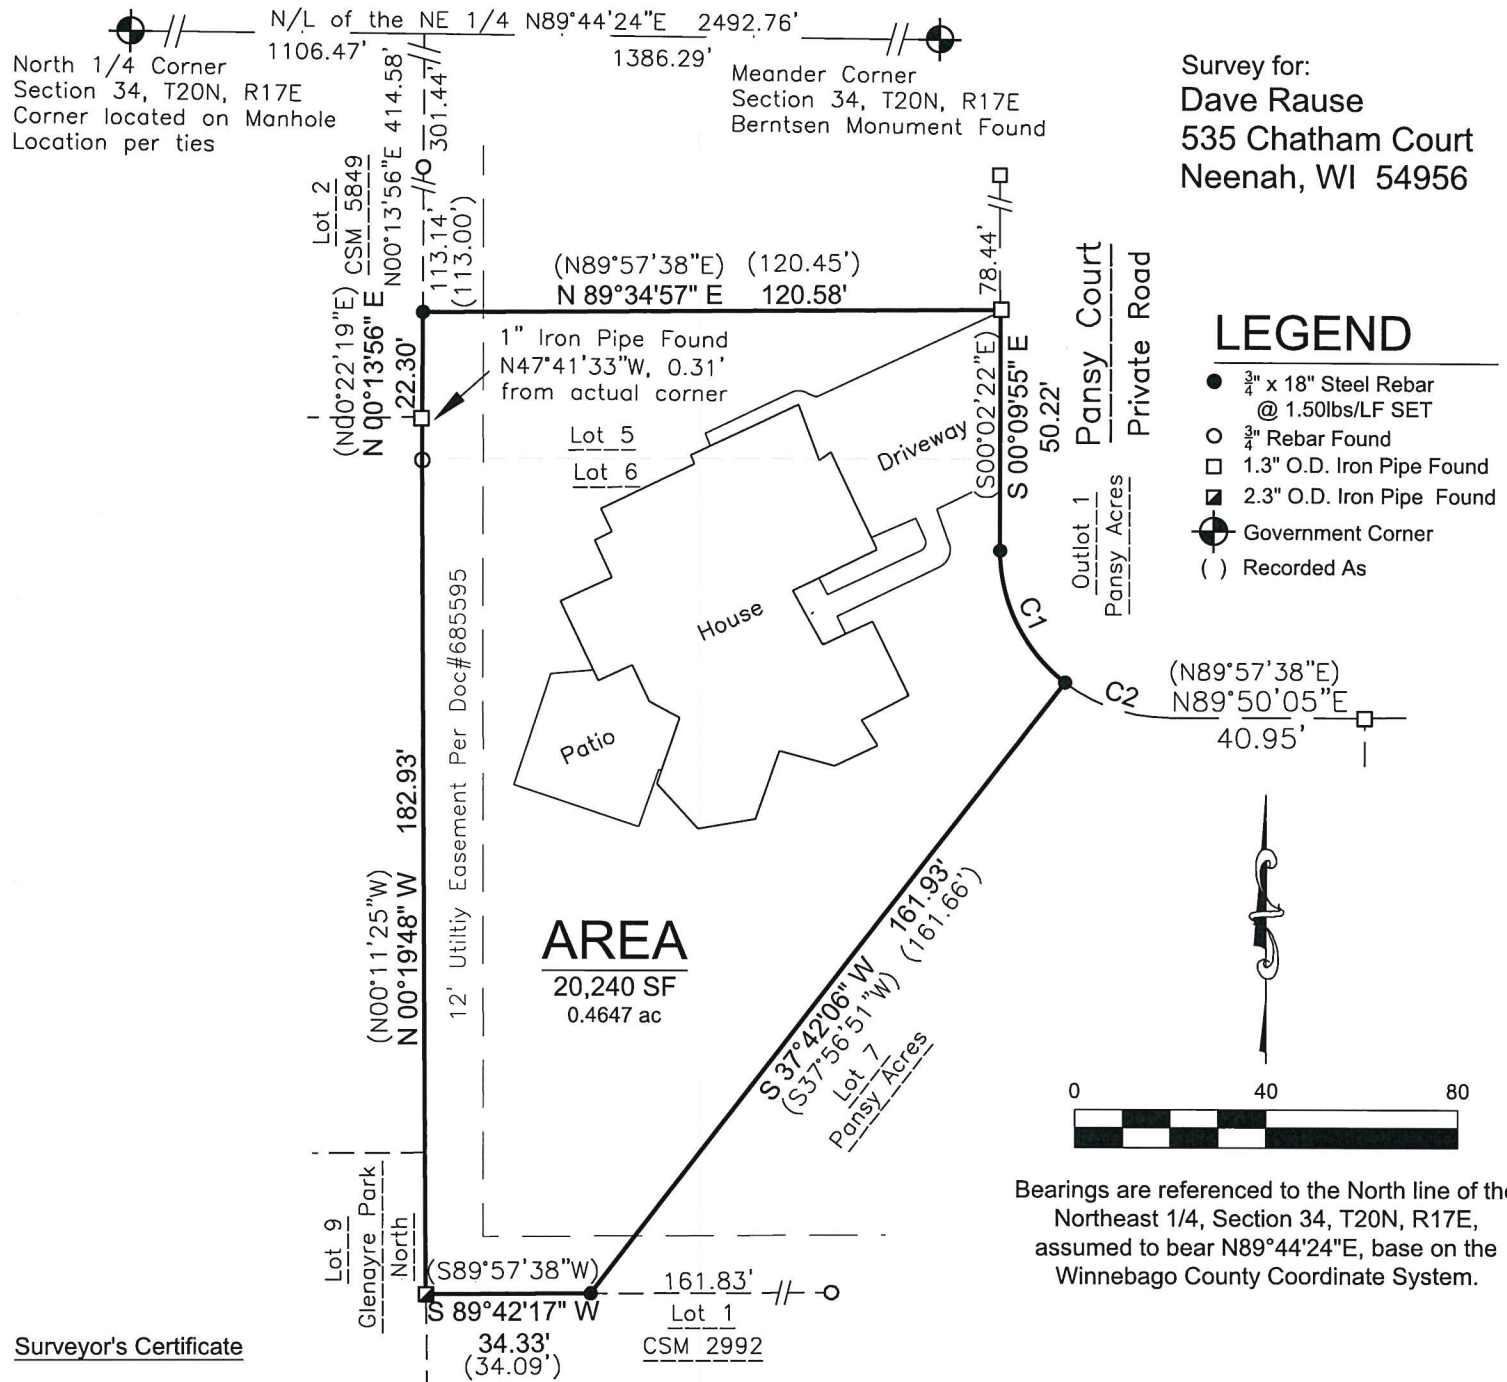 N/L of the NE 1/4 N89°44'24"E 2492.76'
1106.47'
1386.29'
North 1/4 Corner
Section 34, T20N, R17E
Corner located on Manhole
Location per ties
Meander Corner
Section 34, T20N, R17E
Berntsen Monument Found
Survey for:
Dave Rause
535 Chatham Court
Neenah, WI 54956
Lot 2
CSM 5849
N00°13'56"E 414.58'
301.44'
113.14'
(113.00')
(N89°57'38"E) (120.45')
N 89°34'57" E 120.58'
78.44'
Pansy Court
Private Road
(N00°22'19"E)
N 00°13'56" E
22.30'
1" Iron Pipe Found
N47°41'33"W, 0.31'
from actual corner
Lot 5
Lot 6
Driveway
(S00°02'22"E)
S 00°09'55" E
50.22'
Outlot 1
Pansy Acres
LEGEND
3/4" x 18" Steel Rebar
@ 1.50lbs/LF SET
3/4" Rebar Found
1.3" O.D. Iron Pipe Found
2.3" O.D. Iron Pipe Found
Government Corner
( ) Recorded As
House
Patio
C1
C2
(N89°57'38"E)
N89°50'05"E
40.95'
12' Utiltiy Easement Per Doc#685595
182.93'
(N00°11'25"W)
N 00°19'48" W
AREA
20,240 SF
0.4647 ac
161.93'
(161.66')
S 37°42'06" W
(S37°56'51"W)
Lot 7
Pansy Acres
0 40 80
Bearings are referenced to the North line of the
Northeast 1/4, Section 34, T20N, R17E,
assumed to bear N89°44'24"E, base on the
Winnebago County Coordinate System.
Lot 9
Glenayre Park
North
(S89°57'38"W)
S 89°42'17" W
34.33'
(34.09')
161.83'
Lot 1
CSM 2992
Surveyor's Certificate